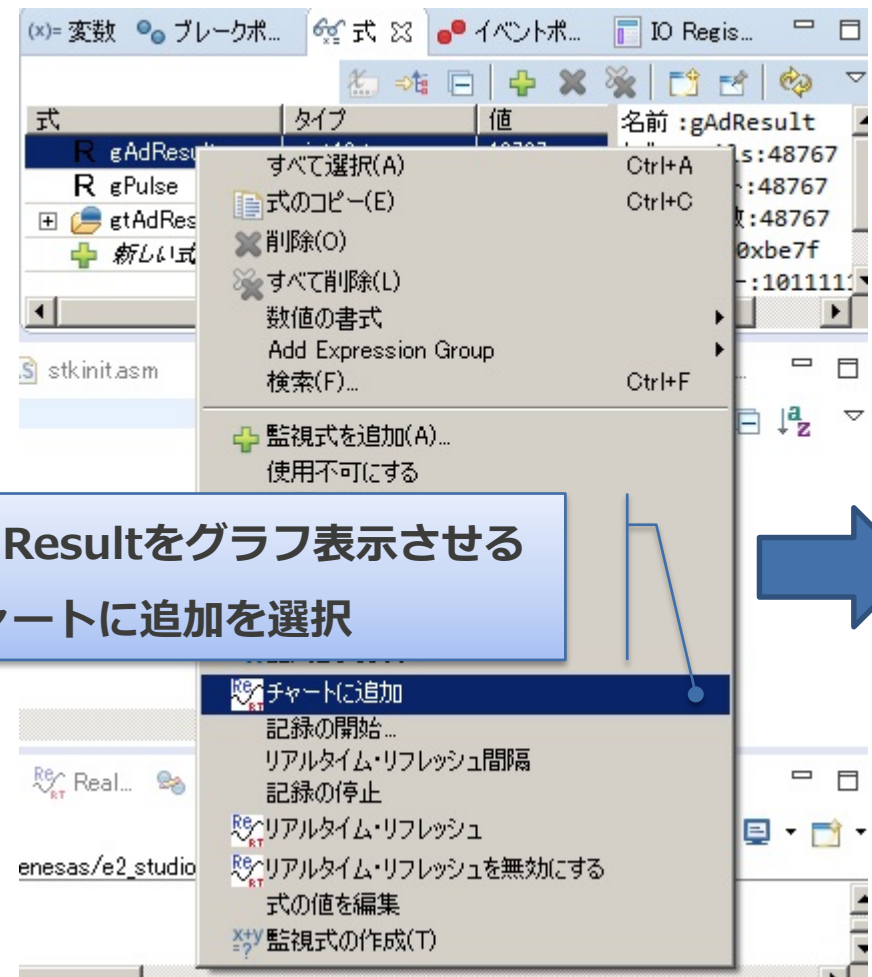 (x)= 変数 ブレークポ... 式 イベントポ... IO Regis...
式 タイプ 値 名前 :gAdResult
R gAdResu ls:48767
R gPulse :48767
gtAdRes 数:48767
新しい式 0xbe7f
-:1011111
すべて選択(A) Ctrl+A
式のコピー(E) Ctrl+C
削除(O)
すべて削除(L)
数値の書式
Add Expression Group
検索(F)... Ctrl+F
stkinit.asm
監視式を追加(A)...
使用不可にする
Resultをグラフ表示させる
ャートに追加を選択
チャートに追加
記録の開始...
リアルタイム・リフレッシュ間隔
記録の停止
Real...
リアルタイム・リフレッシュ
リアルタイム・リフレッシュを無効にする
enesas/e2_studio
式の値を編集
監視式の作成(T)